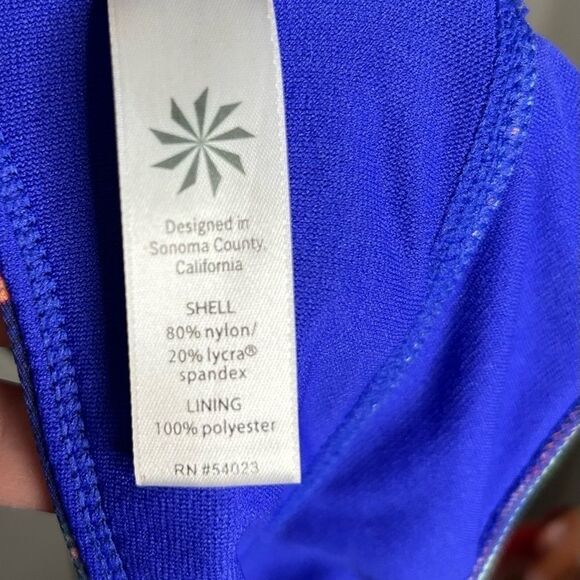 Designed in
Sonoma County,
California
SHELL
80% nylon/
20% lycra®
spandex
LINING
100% polyester
RN #54023